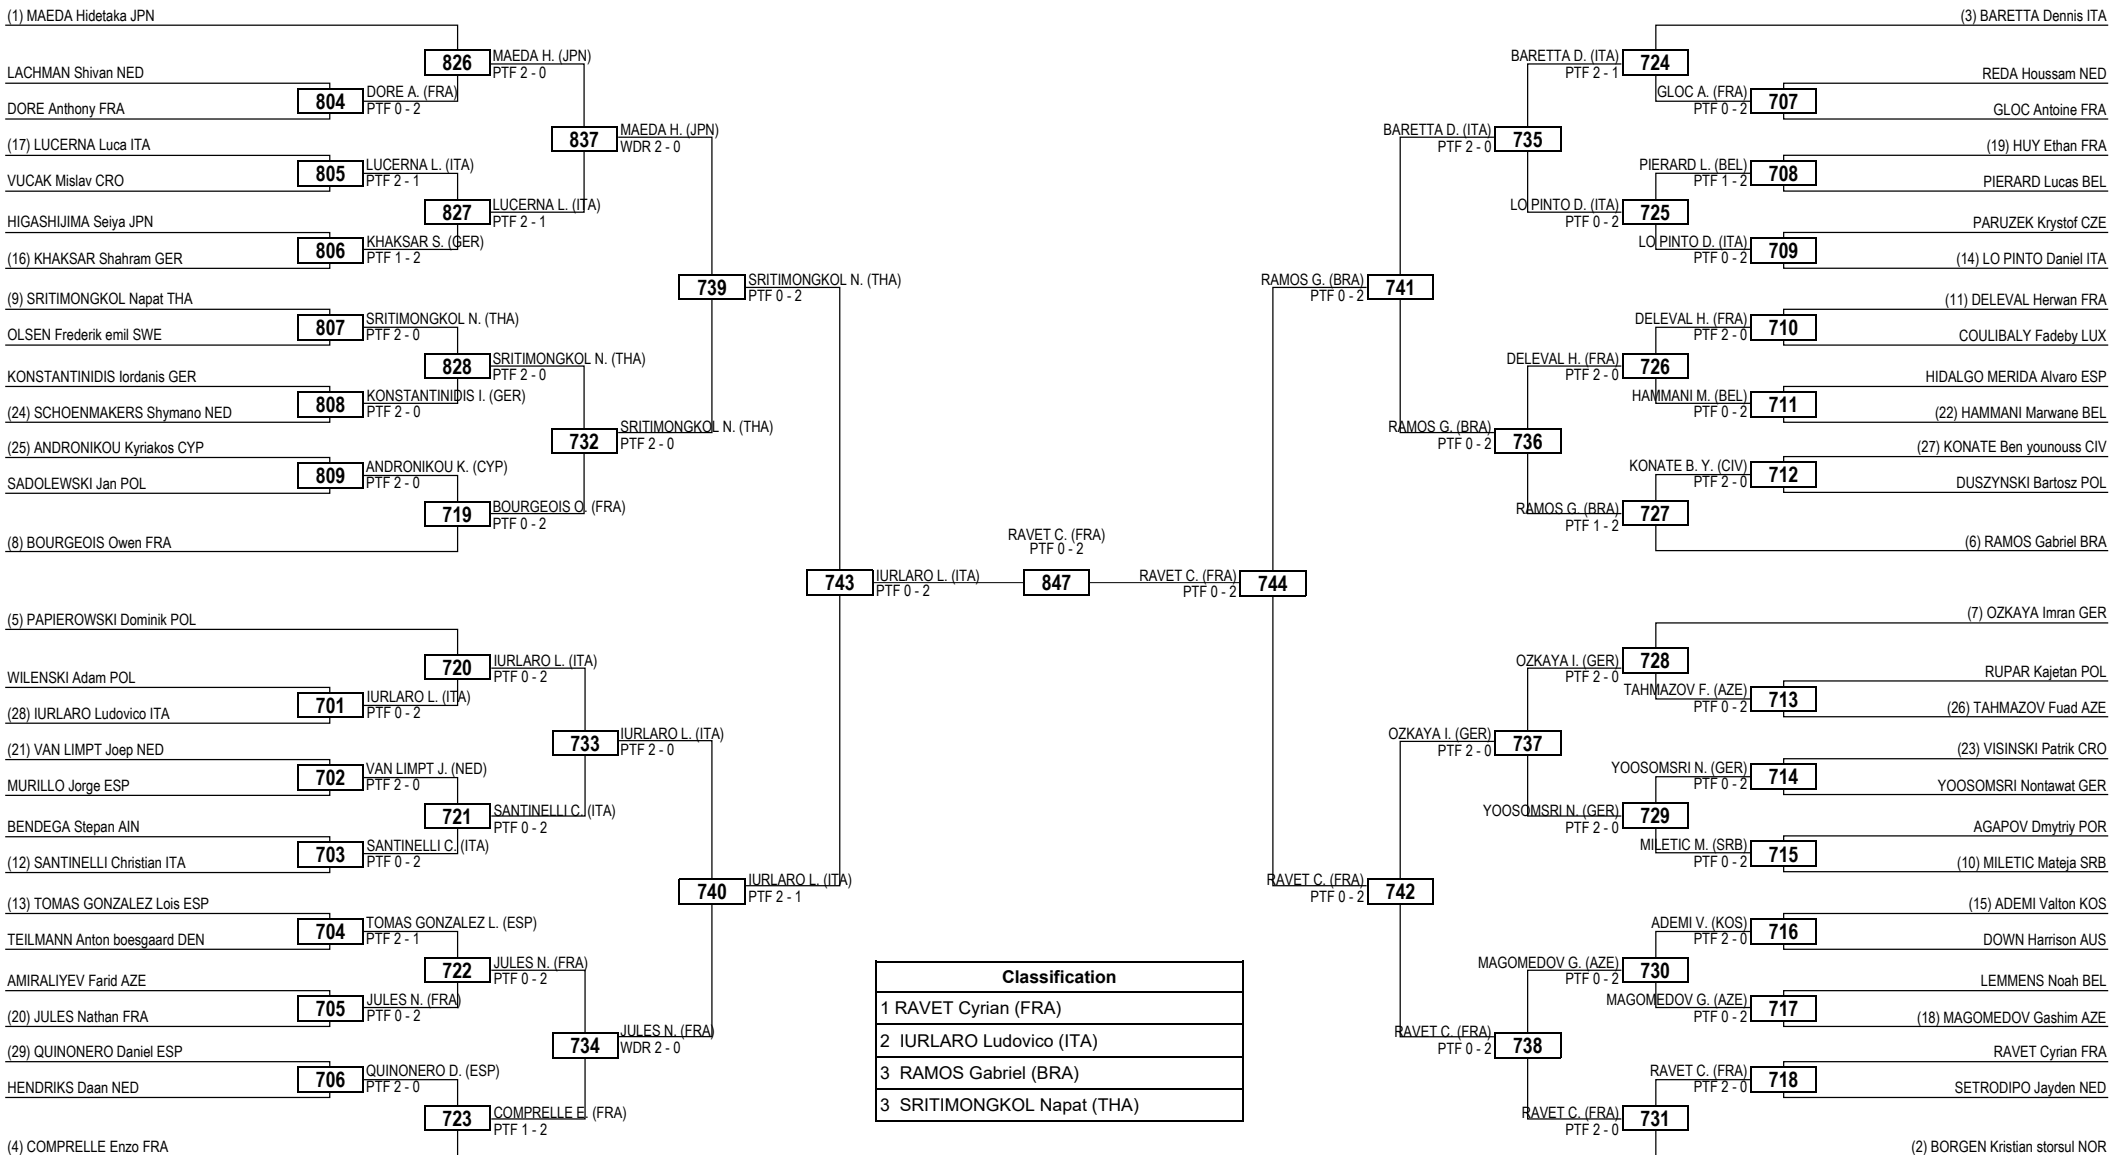 (1) MAEDA Hidetaka JPN
LACHMAN Shivan NED
DORE Anthony FRA
(17) LUCERNA Luca ITA
VUCAK Mislav CRO
HIGASHIJIMA Seiya JPN
(16) KHAKSAR Shahram GER
(9) SRITIMONGKOL Napat THA
OLSEN Frederik emil SWE
KONSTANTINIDIS Iordanis GER
(24) SCHOENMAKERS Shymano NED
(25) ANDRONIKOU Kyriakos CYP
SADOLEWSKI Jan POL
(8) BOURGEOIS Owen FRA
(5) PAPIEROWSKI Dominik POL
WILENSKI Adam POL
(28) IURLARO Ludovico ITA
(21) VAN LIMPT Joep NED
MURILLO Jorge ESP
BENDEGA Stepan AIN
(12) SANTINELLI Christian ITA
(13) TOMAS GONZALEZ Lois ESP
TEILMANN Anton boesgaard DEN
AMIRALIYEV Farid AZE
(20) JULES Nathan FRA
(29) QUINONERO Daniel ESP
HENDRIKS Daan NED
(4) COMPRELLE Enzo FRA
804
DORE A. (FRA)
PTF 0 - 2
805
LUCERNA L. (ITA)
PTF 2 - 1
806
KHAKSAR S. (GER)
PTF 1 - 2
807
SRITIMONGKOL N. (THA)
PTF 2 - 0
808
KONSTANTINIDIS I. (GER)
PTF 2 - 0
809
ANDRONIKOU K. (CYP)
PTF 2 - 0
701
IURLARO L. (ITA)
PTF 0 - 2
702
VAN LIMPT J. (NED)
PTF 2 - 0
703
SANTINELLI C. (ITA)
PTF 0 - 2
704
TOMAS GONZALEZ L. (ESP)
PTF 2 - 1
705
JULES N. (FRA)
PTF 0 - 2
706
QUINONERO D. (ESP)
PTF 2 - 0
826
MAEDA H. (JPN)
PTF 2 - 0
827
LUCERNA L. (ITA)
PTF 2 - 1
828
SRITIMONGKOL N. (THA)
PTF 2 - 0
719
BOURGEOIS O. (FRA)
PTF 0 - 2
720
IURLARO L. (ITA)
PTF 0 - 2
721
SANTINELLI C. (ITA)
PTF 0 - 2
722
JULES N. (FRA)
PTF 0 - 2
723
COMPRELLE E. (FRA)
PTF 1 - 2
837
MAEDA H. (JPN)
WDR 2 - 0
732
SRITIMONGKOL N. (THA)
PTF 2 - 0
733
IURLARO L. (ITA)
PTF 2 - 0
734
JULES N. (FRA)
WDR 2 - 0
739
SRITIMONGKOL N. (THA)
PTF 0 - 2
740
IURLARO L. (ITA)
PTF 2 - 1
743
IURLARO L. (ITA)
PTF 0 - 2
RAVET C. (FRA)
PTF 0 - 2
847
RAVET C. (FRA)
PTF 0 - 2
744
RAMOS G. (BRA)
PTF 0 - 2
741
RAVET C. (FRA)
PTF 0 - 2
742
BARETTA D. (ITA)
PTF 2 - 0
735
RAMOS G. (BRA)
PTF 0 - 2
736
OZKAYA I. (GER)
PTF 2 - 0
737
RAVET C. (FRA)
PTF 0 - 2
738
BARETTA D. (ITA)
PTF 2 - 1
724
LO PINTO D. (ITA)
PTF 0 - 2
725
DELEVAL H. (FRA)
PTF 2 - 0
726
RAMOS G. (BRA)
PTF 1 - 2
727
OZKAYA I. (GER)
PTF 2 - 0
728
YOOSOMSRI N. (GER)
PTF 2 - 0
729
MAGOMEDOV G. (AZE)
PTF 0 - 2
730
RAVET C. (FRA)
PTF 2 - 0
731
GLOC A. (FRA)
PTF 0 - 2
707
PIERARD L. (BEL)
PTF 1 - 2
708
LO PINTO D. (ITA)
PTF 0 - 2
709
DELEVAL H. (FRA)
PTF 2 - 0
710
HAMMANI M. (BEL)
PTF 0 - 2
711
KONATE B. Y. (CIV)
PTF 2 - 0
712
TAHMAZOV F. (AZE)
PTF 0 - 2
713
YOOSOMSRI N. (GER)
PTF 0 - 2
714
MILETIC M. (SRB)
PTF 0 - 2
715
ADEMI V. (KOS)
PTF 2 - 0
716
MAGOMEDOV G. (AZE)
PTF 0 - 2
717
RAVET C. (FRA)
PTF 2 - 0
718
(3) BARETTA Dennis ITA
REDA Houssam NED
GLOC Antoine FRA
(19) HUY Ethan FRA
PIERARD Lucas BEL
PARUZEK Krystof CZE
(14) LO PINTO Daniel ITA
(11) DELEVAL Herwan FRA
COULIBALY Fadeby LUX
HIDALGO MERIDA Alvaro ESP
(22) HAMMANI Marwane BEL
(27) KONATE Ben younouss CIV
DUSZYNSKI Bartosz POL
(6) RAMOS Gabriel BRA
(7) OZKAYA Imran GER
RUPAR Kajetan POL
(26) TAHMAZOV Fuad AZE
(23) VISINSKI Patrik CRO
YOOSOMSRI Nontawat GER
AGAPOV Dmytriy POR
(10) MILETIC Mateja SRB
(15) ADEMI Valton KOS
DOWN Harrison AUS
LEMMENS Noah BEL
(18) MAGOMEDOV Gashim AZE
RAVET Cyrian FRA
SETRODIPO Jayden NED
(2) BORGEN Kristian storsul NOR
Classification
1 RAVET Cyrian (FRA)
2 IURLARO Ludovico (ITA)
3 RAMOS Gabriel (BRA)
3 SRITIMONGKOL Napat (THA)